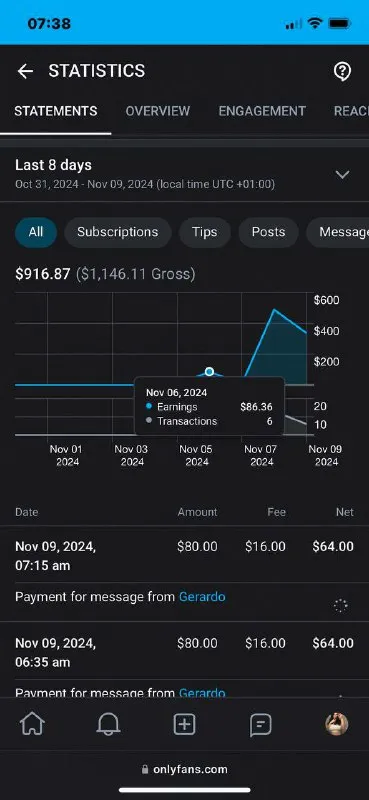 07:38
STATISTICS
STATEMENTS OVERVIEW ENGAGEMENT REAC
Last 8 days
Oct 31, 2024 - Nov 09, 2024 (local time UTC +01:00)
All Subscriptions Tips Posts Message
$916.87 ($1,146.11 Gross)
$600
$400
$200
Nov 06, 2024
Earnings $86.36
Transactions 6
20
10
Nov 01 Nov 03 Nov 05 Nov 07 Nov 09
2024 2024 2024 2024 2024
Date Amount Fee Net
Nov 09, 2024, $80.00 $16.00 $64.00
07:15 am
Payment for message from Gerardo
Nov 09, 2024, $80.00 $16.00 $64.00
06:35 am
Payment for message from Gerardo
onlyfans.com